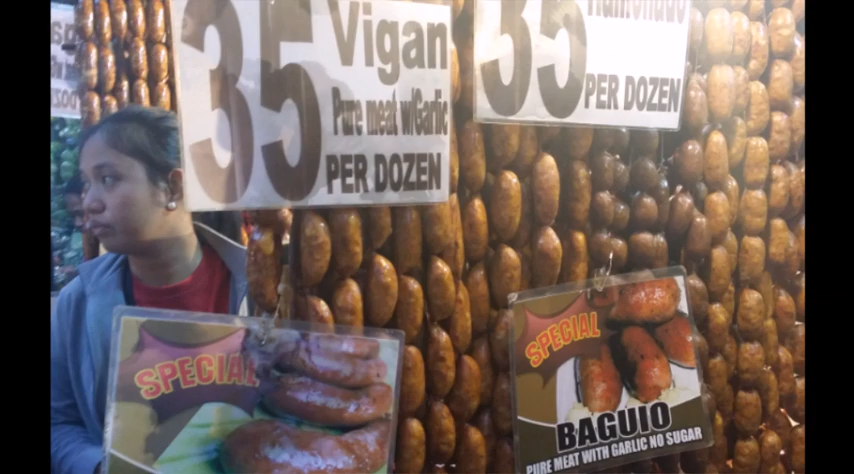 35
Vigan
Pure meat w/Garlic
PER DOZEN
35
PER DOZEN
SPECIAL
SPECIAL
BAGUIO
PURE MEAT WITH GARLIC NO SUGAR